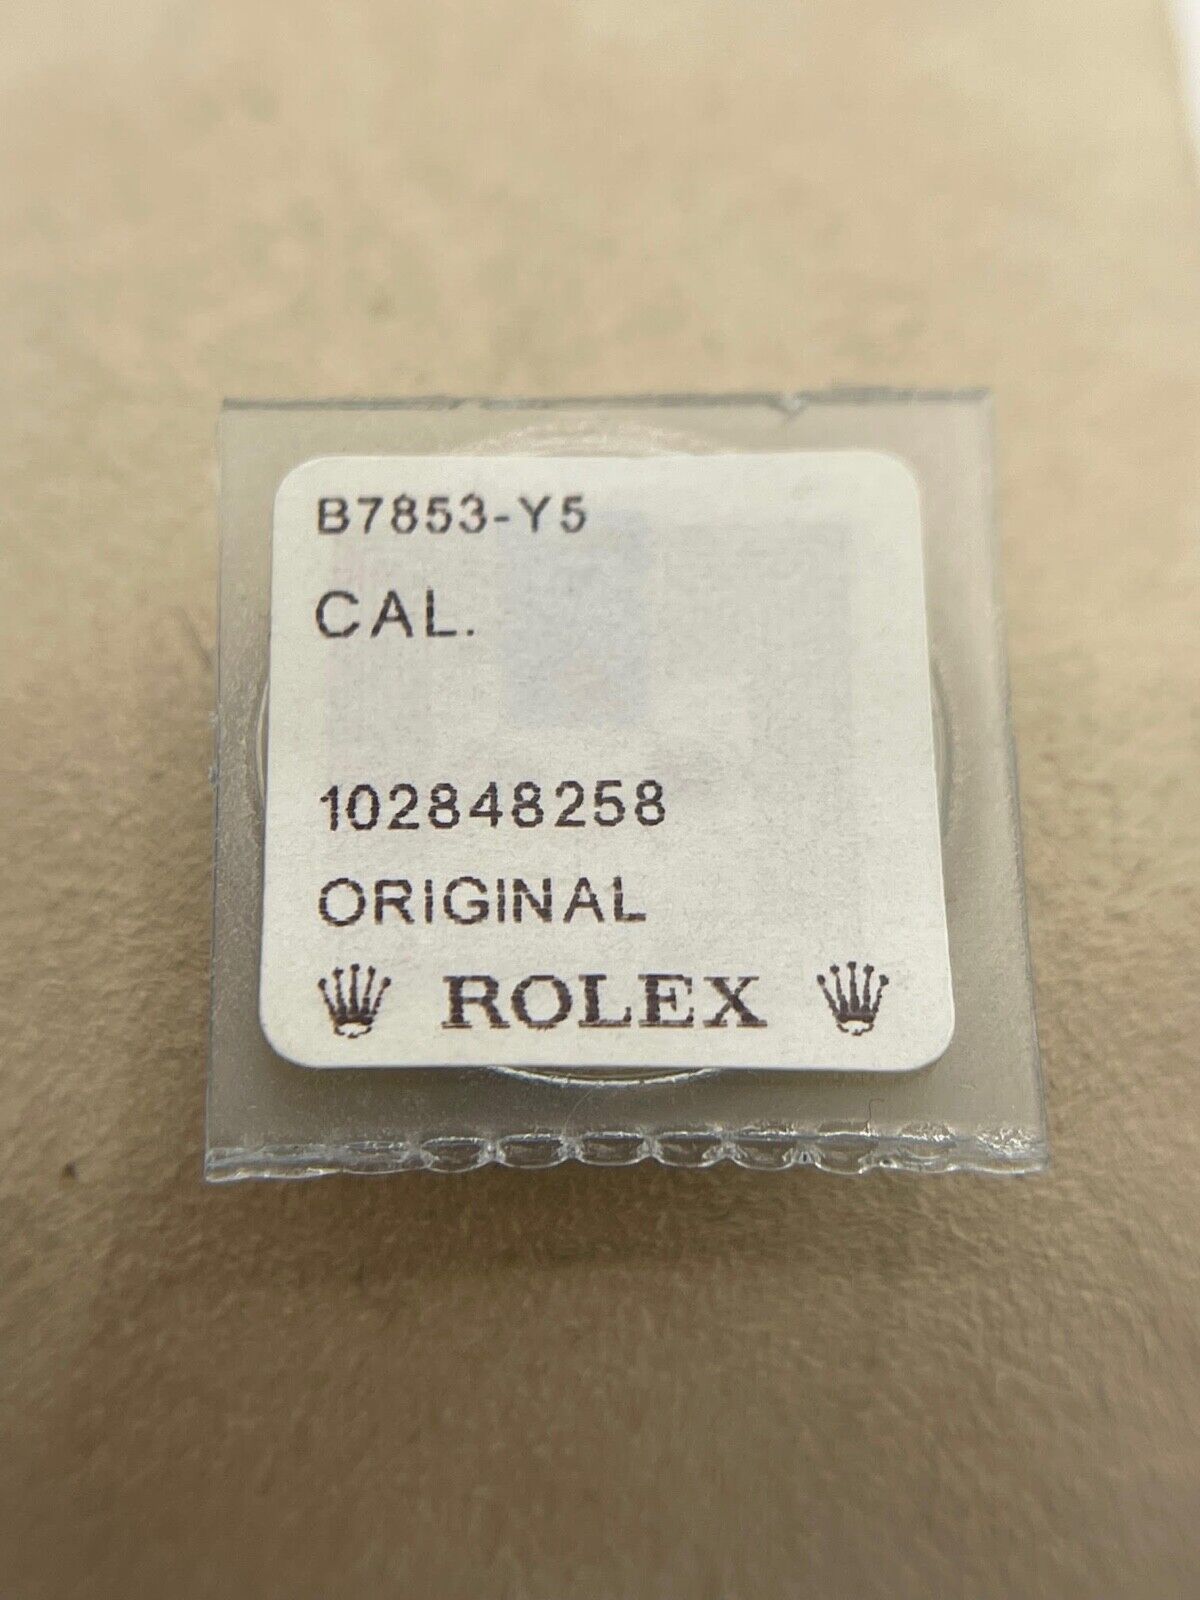 B7853-Y5
CAL.
102848258
ORIGINAL
ROLEX